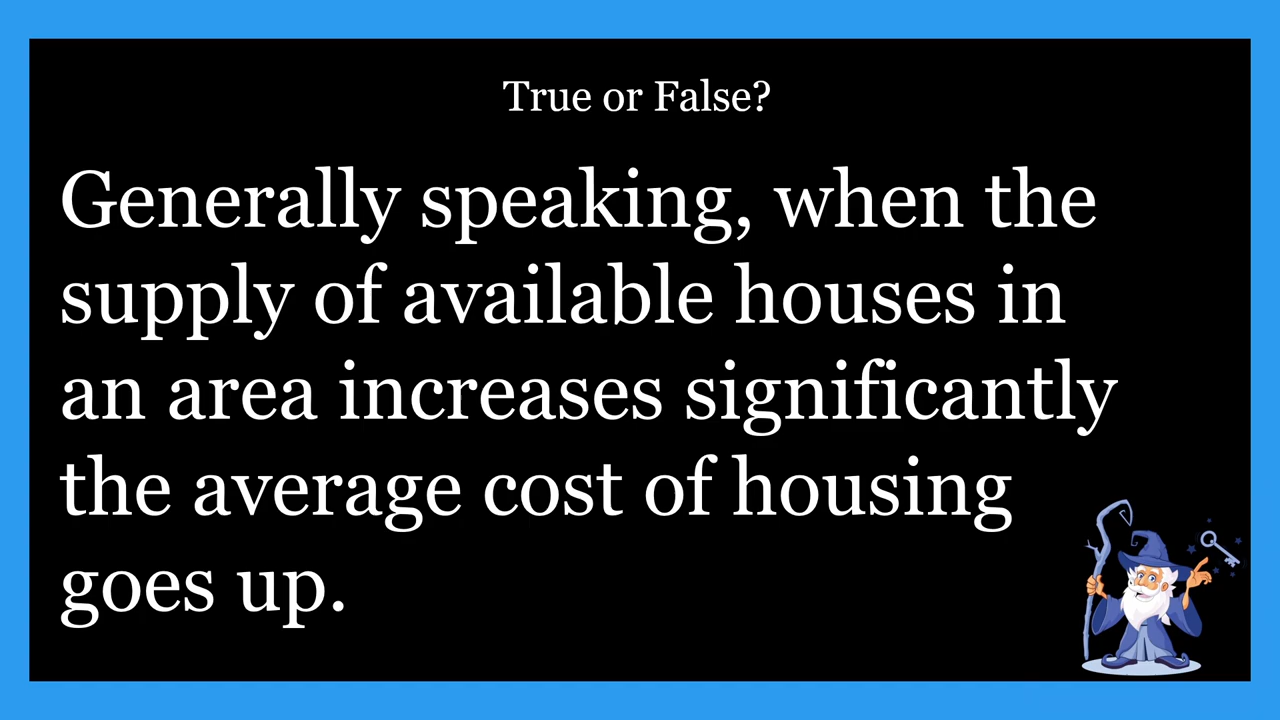 True or False?
Generally speaking, when the
supply of available houses in
an area increases significantly
the average cost of housing
goes up.